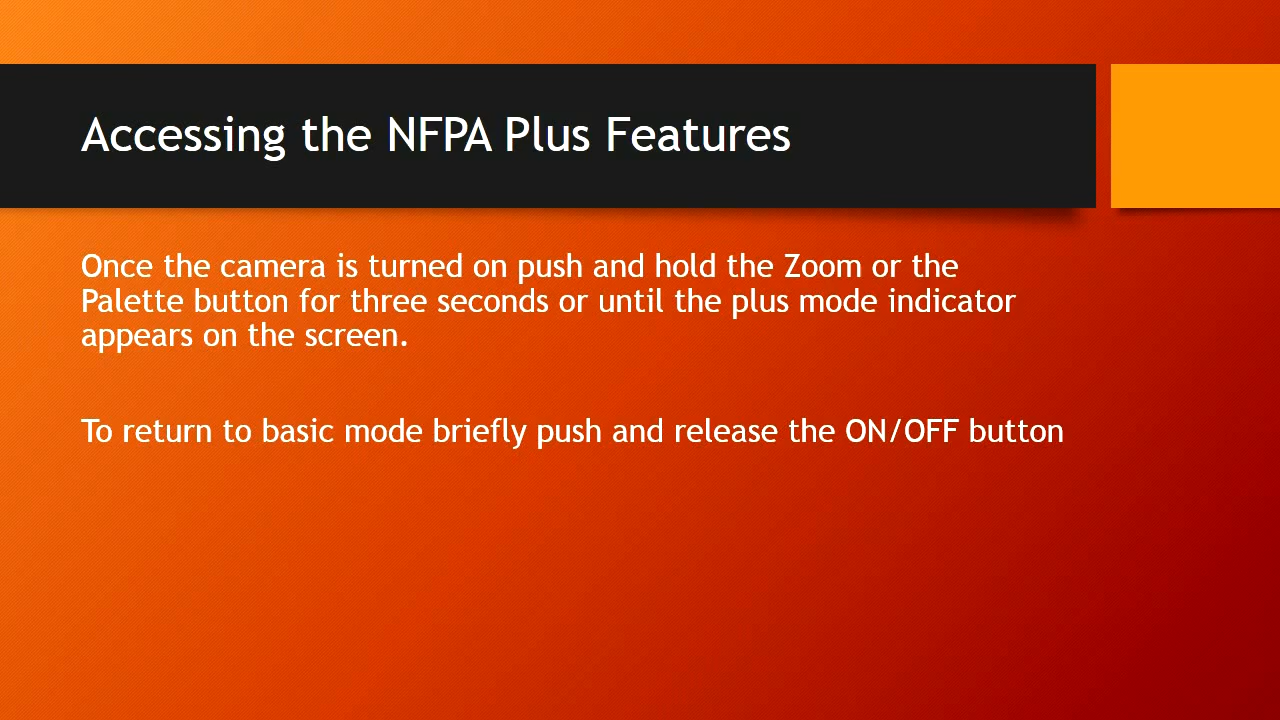 Accessing the NFPA Plus Features
Once the camera is turned on push and hold the Zoom or the
Palette button for three seconds or until the plus mode indicator
appears on the screen.
To return to basic mode briefly push and release the ON/OFF button